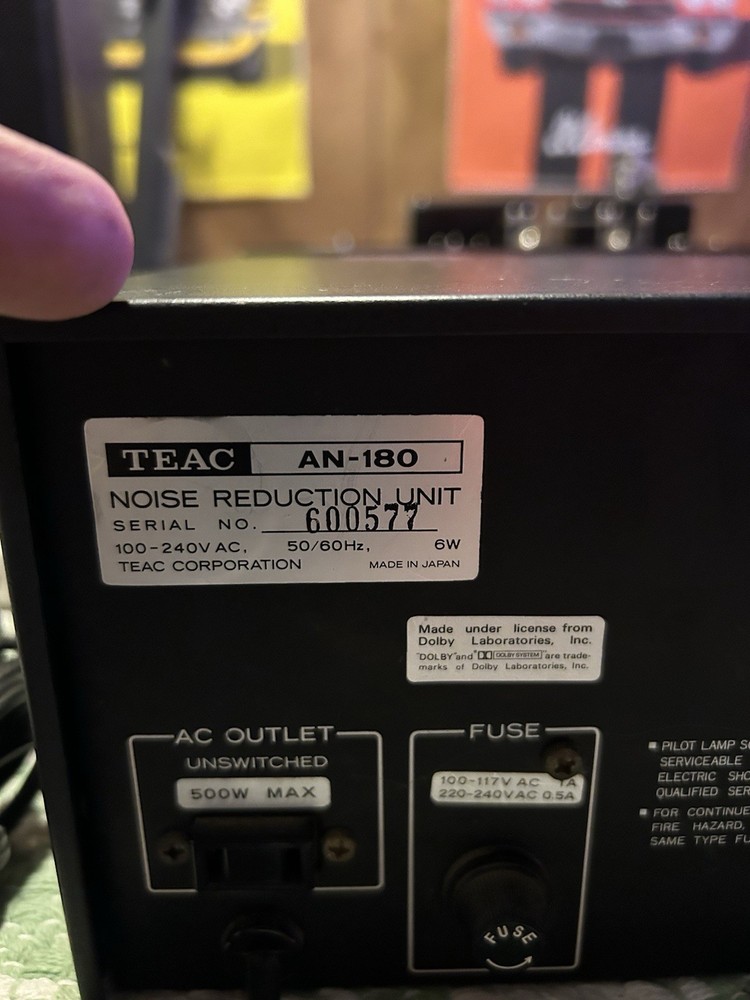 TEAC AN-180
NOISE REDUCTION UNIT
SERIAL NO. 600577
100-240V AC, 50/60Hz, 6W
TEAC CORPORATION MADE IN JAPAN
Made under license from
Dolby Laboratories, Inc.
"DOLBY" and DOLBY SYSTEM are trade-
marks of Dolby Laboratories, Inc.
AC OUTLET
UNSWITCHED
500W MAX
FUSE
100-117V AC 1A
220-240V AC 0.5A
FUSE
■ PILOT LAMP
SERVICEABLE
ELECTRIC
QUALIFIED
■ FOR
FIRE HAZARD,
SAME TYPE